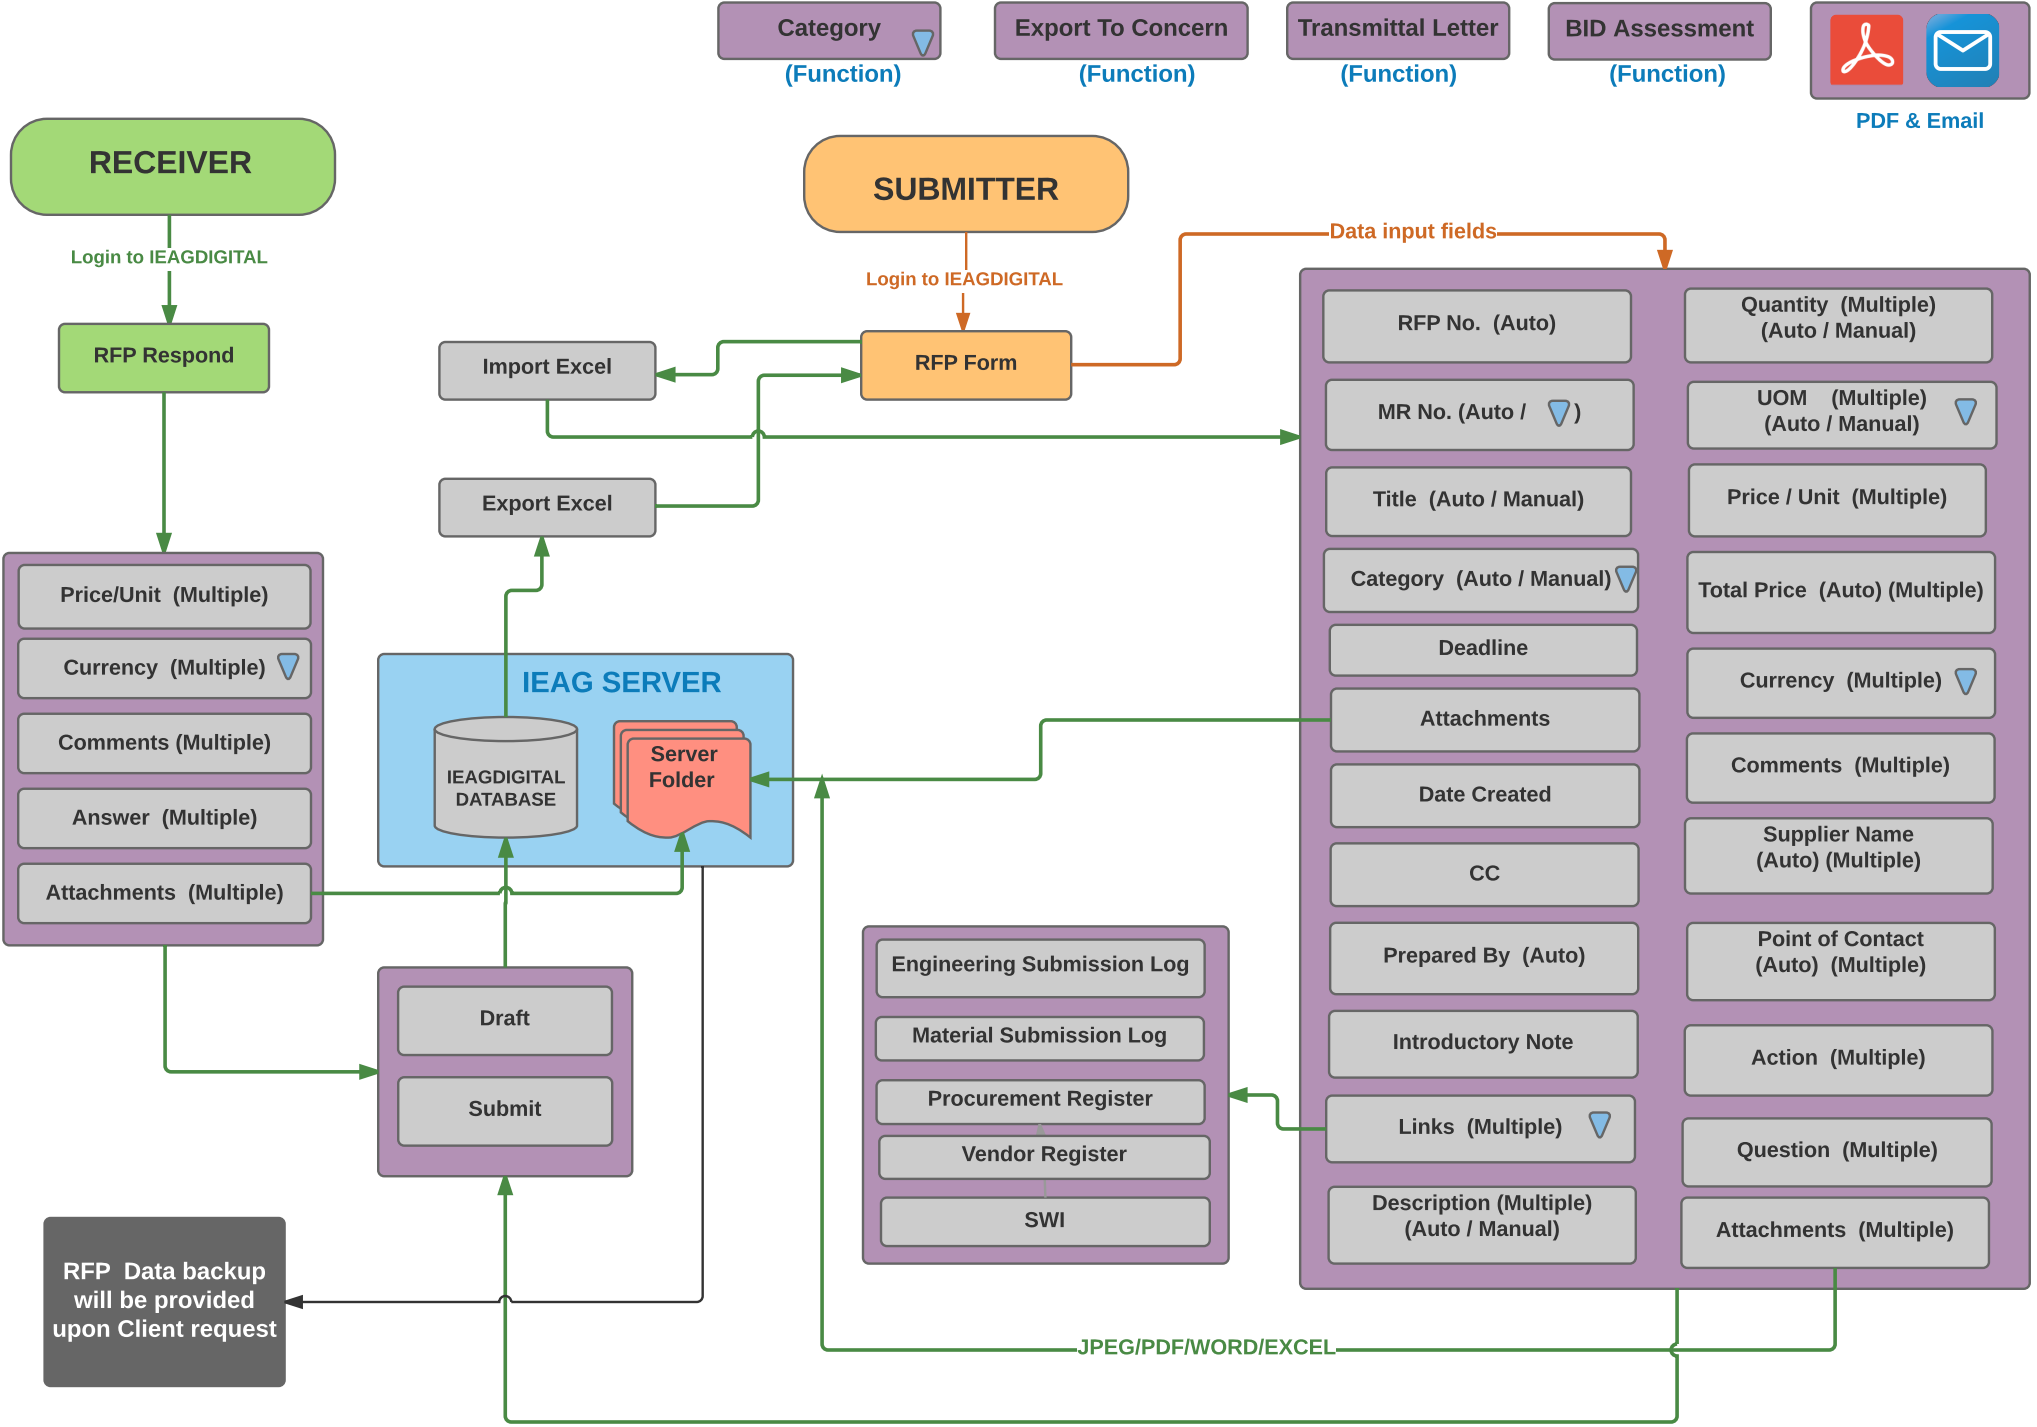 Category
(Function)
Export To Concern
(Function)
Transmittal Letter
(Function)
BID Assessment
(Function)
PDF & Email
RECEIVER
Login to IEAGDIGITAL
RFP Respond
SUBMITTER
Login to IEAGDIGITAL
RFP Form
Data input fields
Import Excel
Export Excel
Price/Unit (Multiple)
Currency (Multiple)
Comments (Multiple)
Answer (Multiple)
Attachments (Multiple)
IEAG SERVER
IEAGDIGITAL
DATABASE
Server
Folder
Draft
Submit
RFP Data backup
will be provided
upon Client request
Engineering Submission Log
Material Submission Log
Procurement Register
Vendor Register
SWI
RFP No. (Auto)
MR No. (Auto / )
Title (Auto / Manual)
Category (Auto / Manual)
Deadline
Attachments
Date Created
CC
Prepared By (Auto)
Introductory Note
Links (Multiple)
Description (Multiple)
(Auto / Manual)
Quantity (Multiple)
(Auto / Manual)
UOM (Multiple)
(Auto / Manual)
Price / Unit (Multiple)
Total Price (Auto) (Multiple)
Currency (Multiple)
Comments (Multiple)
Supplier Name
(Auto) (Multiple)
Point of Contact
(Auto) (Multiple)
Action (Multiple)
Question (Multiple)
Attachments (Multiple)
JPEG/PDF/WORD/EXCEL